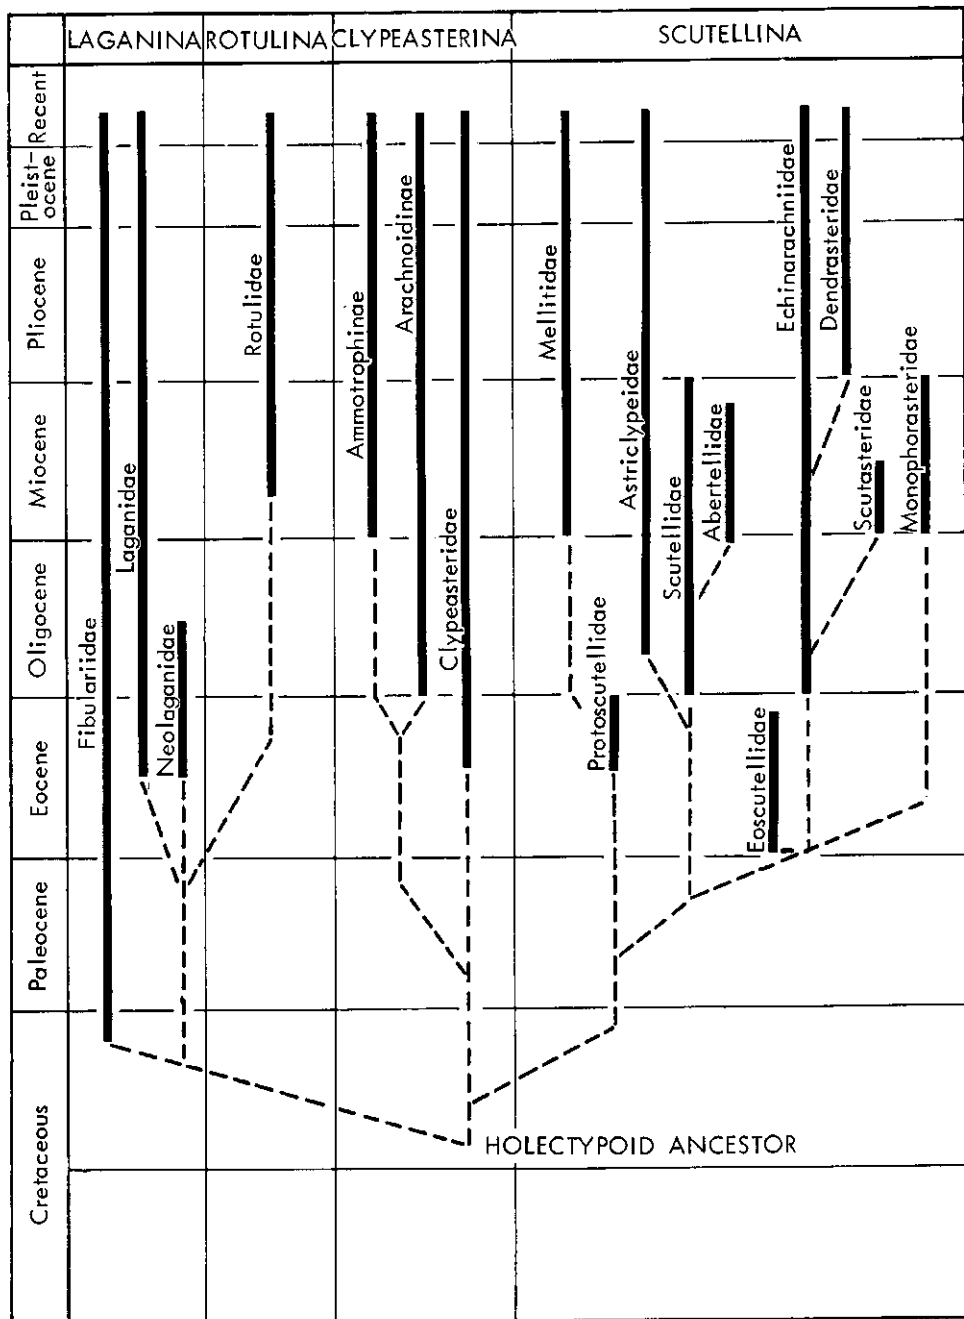 LAGANINA
ROTULINA
CLYPEASTERINA
SCUTELLINA
Recent
Pleist-
ocene
Pliocene
Miocene
Oligocene
Eocene
Paleocene
Cretaceous
Fibulariidae
Laganidae
Neolaganidae
Rotulidae
Ammotrophinae
Arachnoidinae
Clypeasteridae
Mellitidae
Protoscutellidae
Astriclypeidae
Scutellidae
Abertellidae
Eoscutellidae
Echinarachniidae
Dendrasteridae
Scutasteridae
Monophorasteridae
HOLECTYPOID ANCESTOR